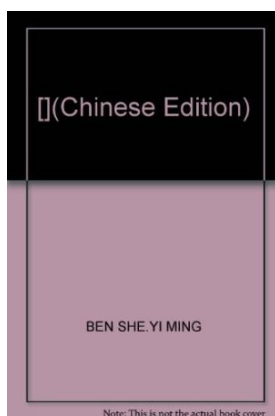 [](Chinese Edition)
BEN SHE.YI MING
Note: This is not the actual book cover